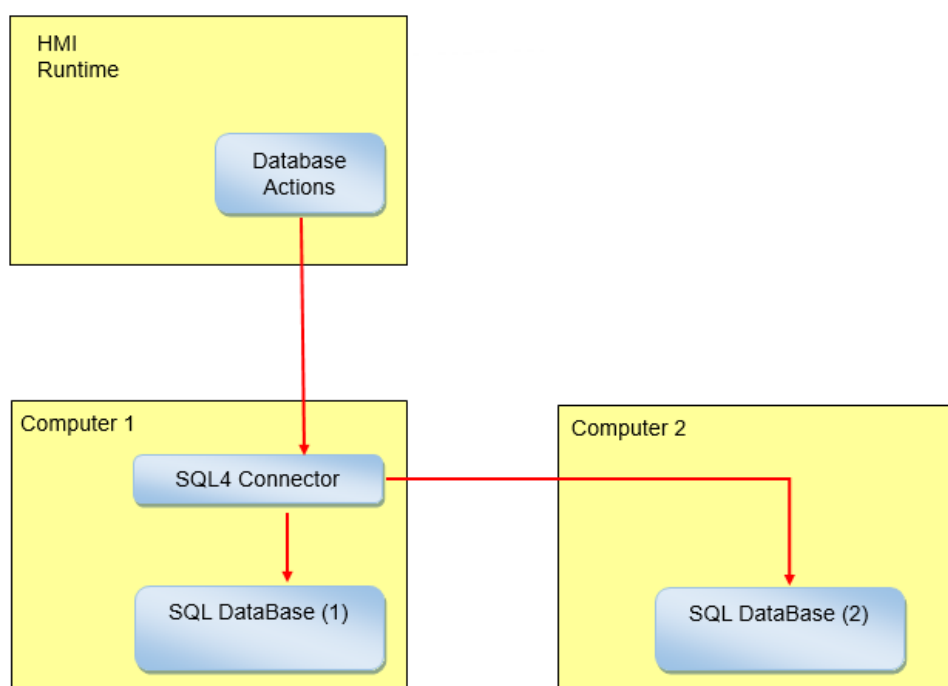 HMI
Runtime
Database
Actions
Computer 1
SQL4 Connector
SQL DataBase (1)
Computer 2
SQL DataBase (2)